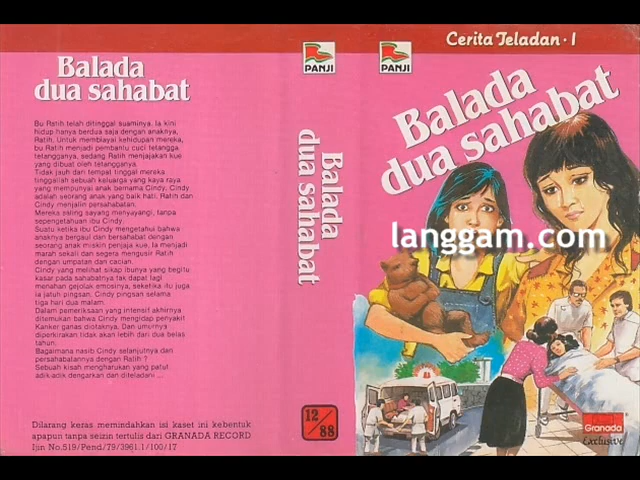 Balada
dua sahabat
Bu Ratih telah ditinggal suaminya. Ia kini
hidup hanya berdua saja dengan anaknya,
Ratih. Untuk membiayai kehidupan mereka,
bu Ratih menjadi pembantu cuci tetangga
tetangganya, sedang Ratih menjajakan kue
yang dibuat oleh tetangganya.
Tidak jauh dari tempat tinggal mereka
tinggallah sebuah keluarga yang kaya raya
yang mempunyai anak bernama Cindy. Cindy
adalah seorang anak yang baik hati. Ratih dan
Cindy menjalin persahabatan.
Mereka saling sayang menyayangi, tanpa
sepengetahuan ibu Cindy.
Suatu ketika ibu Cindy mengetahui bahwa
anaknya bergaul dan bersahabat dengan
seorang anak miskin penjaja kue. Ia menjadi
marah sekali dan segera mengusir Ratih
dengan umpatan dan cacian.
Cindy yang melihat sikap ibunya yang begitu
kasar pada sahabatnya tak dapat lagi
menahan gejolak emosinya, seketika itu juga
ia jatuh pingsan. Cindy pingsan selama
tiga hari dua malam.
Dalam pemeriksaan yang intensif akhirnya
ditemukan bahwa Cindy mengidap penyakit
Kanker ganas diotaknya. Dan umurnya
diperkirakan tidak akan lebih dari dua belas
tahun.
Bagaimana nasib Cindy selanjutnya dan
persahabatannya dengan Ratih ?
Sebuah kisah mengharukan yang patut
adik-adik dengarkan dan diteladani ...
Dilarang keras memindahkan isi kaset ini kebentuk
apapun tanpa seizin tertulis dari GRANADA RECORD
Ijin No.519/Pend/79/3961.1/100/17
PANJI
Balada
dua sahabat
12/88
PANJI
Cerita Teladan · 1
Balada
dua sahabat
langgam.com
Granada
Exclusive